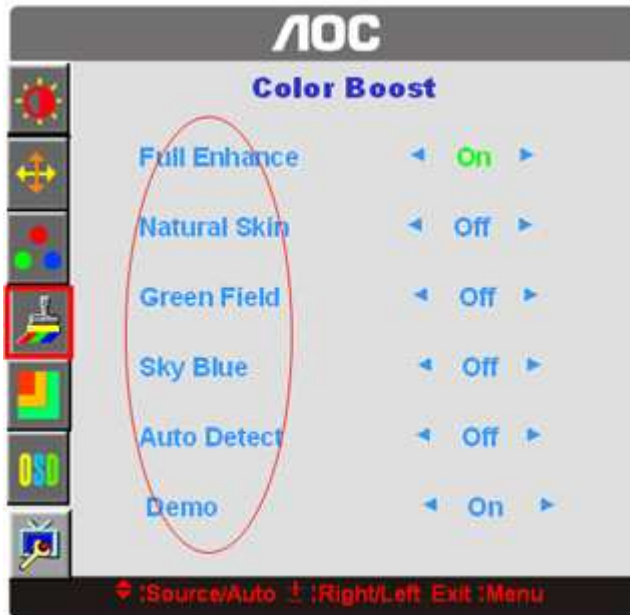 AOC
Color Boost
Full Enhance On
Natural Skin Off
Green Field Off
Sky Blue Off
Auto Detect Off
OSD
Demo On
:Source/Auto :Right/Left Exit :Menu